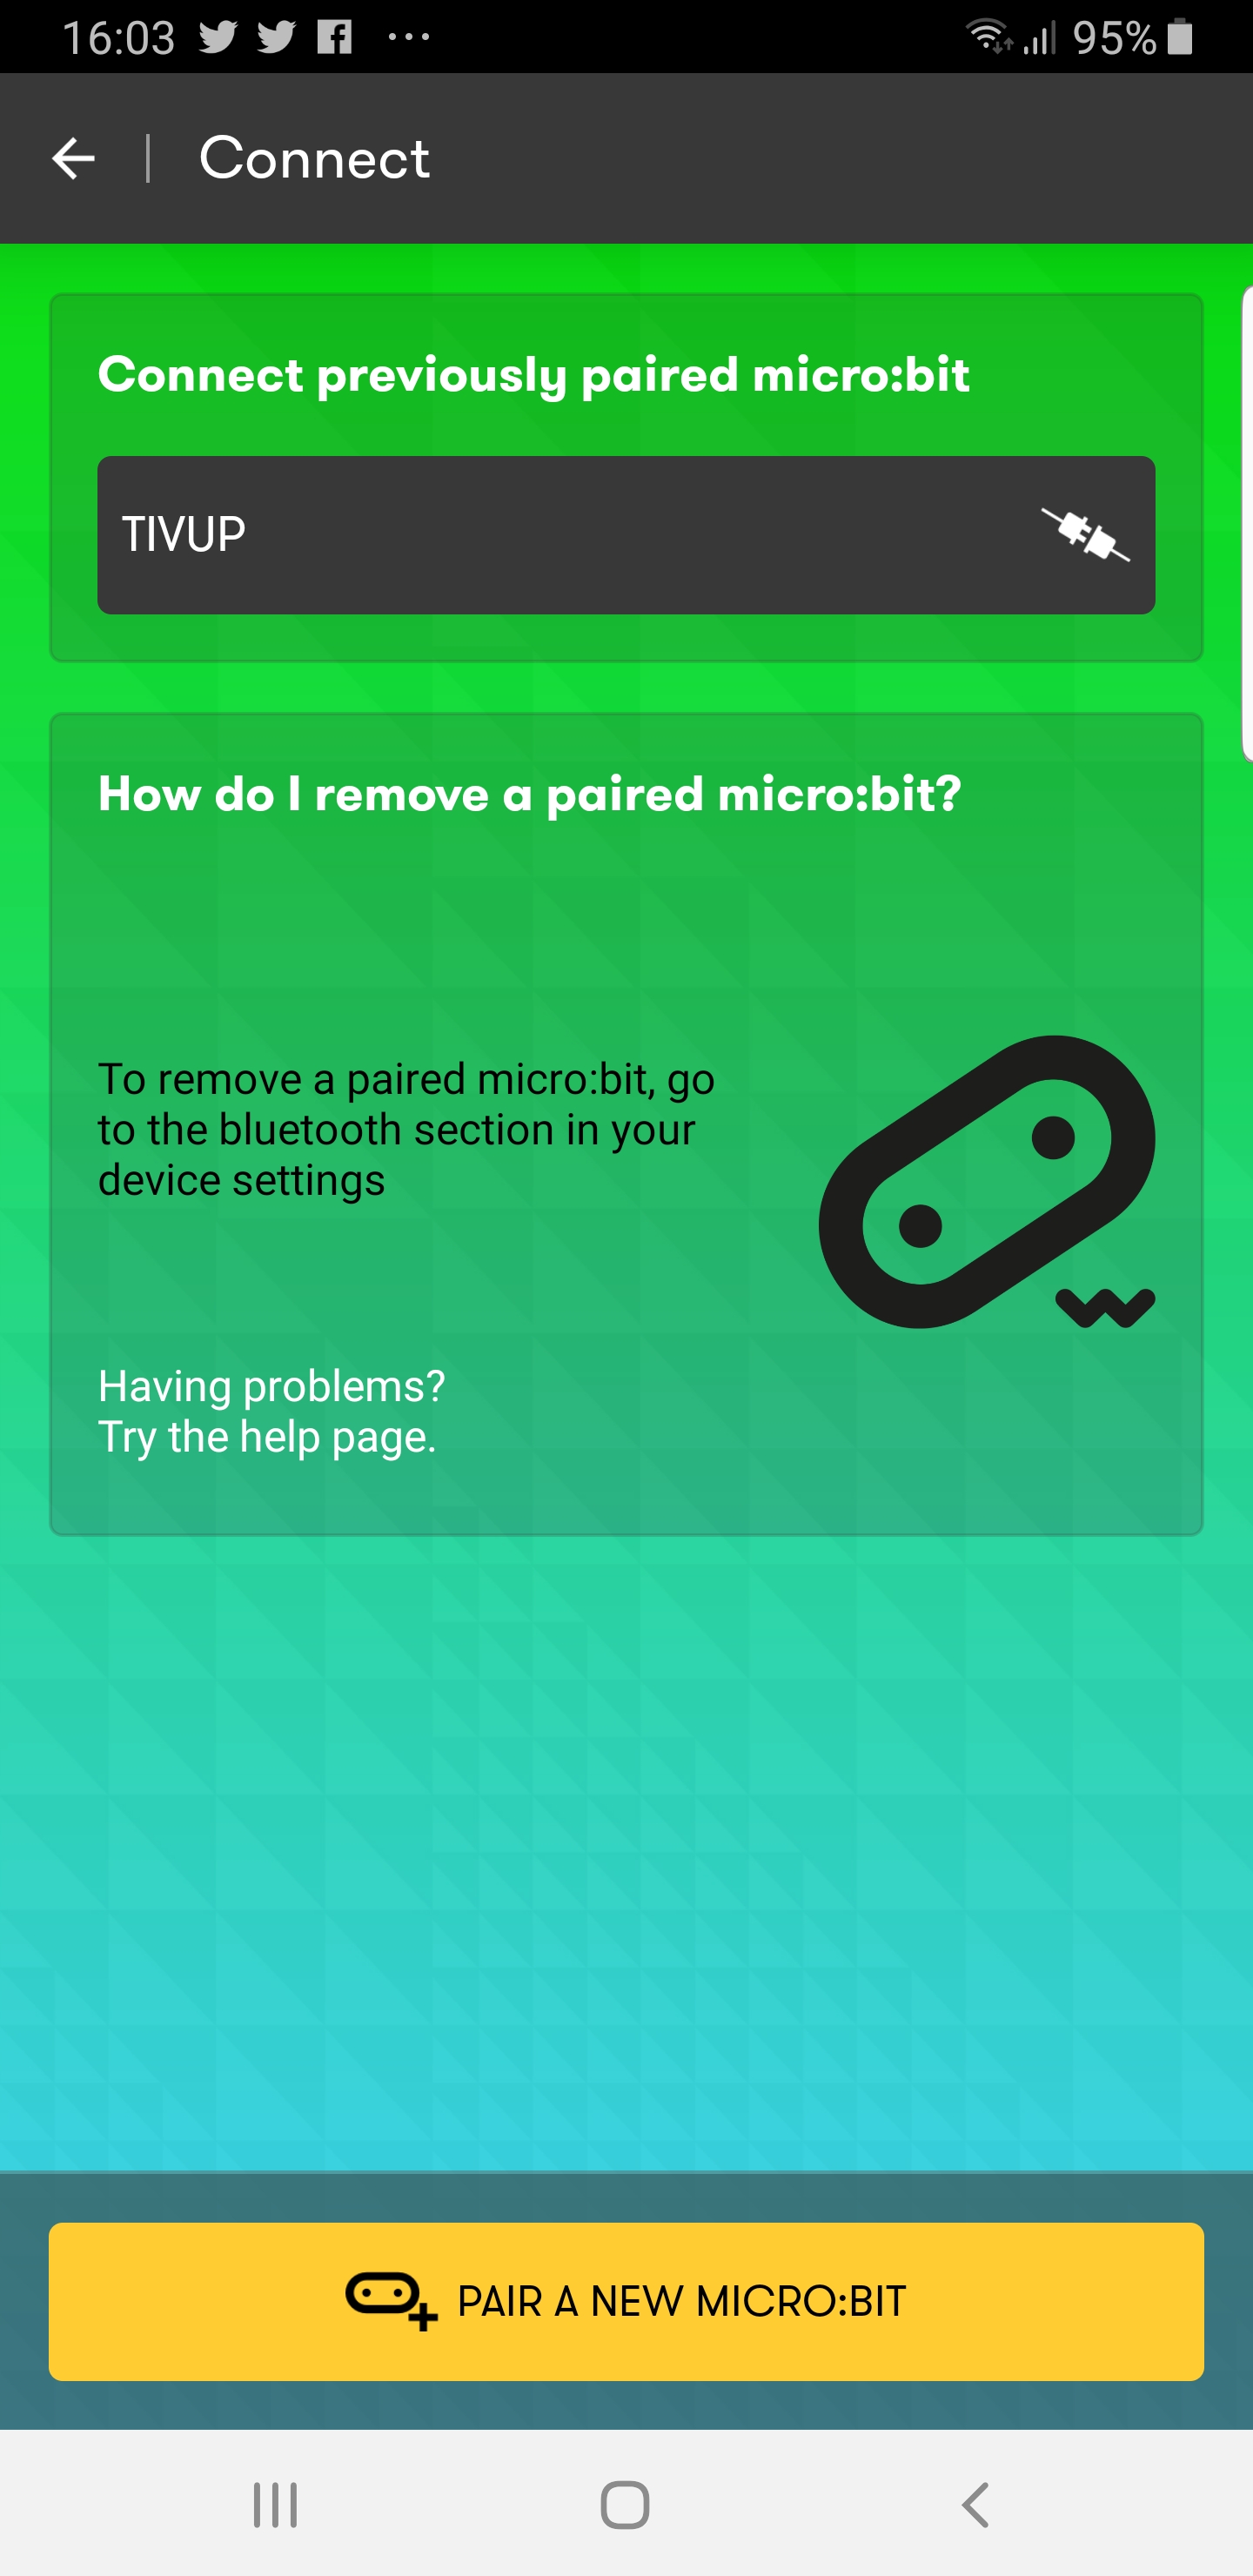 16:03 95%
Connect
Connect previously paired micro:bit
TIVUP
How do I remove a paired micro:bit?
To remove a paired micro:bit, go
to the bluetooth section in your
device settings
Having problems?
Try the help page.
PAIR A NEW MICRO:BIT